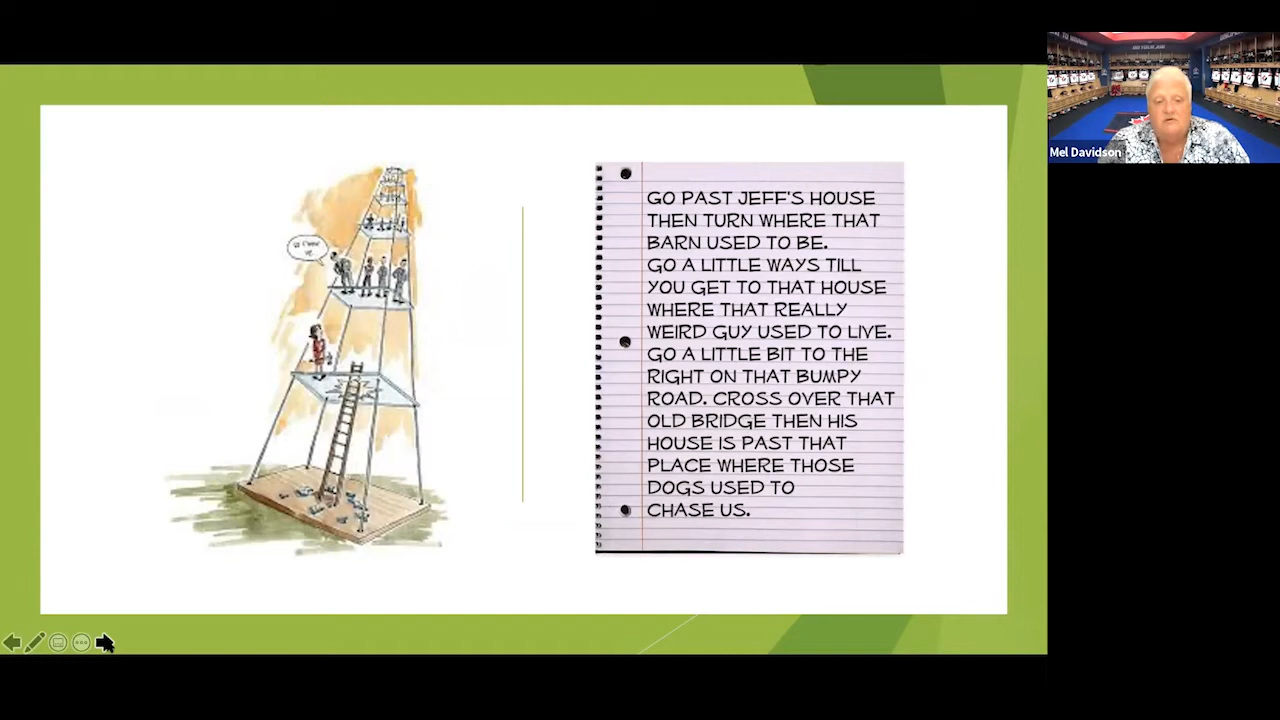 GO PAST JEFF'S HOUSE
THEN TURN WHERE THAT
BARN USED TO BE.
GO A LITTLE WAYS TILL
YOU GET TO THAT HOUSE
WHERE THAT REALLY
WEIRD GUY USED TO LIVE.
GO A LITTLE BIT TO THE
RIGHT ON THAT BUMPY
ROAD. CROSS OVER THAT
OLD BRIDGE THEN HIS
HOUSE IS PAST THAT
PLACE WHERE THOSE
DOGS USED TO
CHASE US.
Mel Davidson